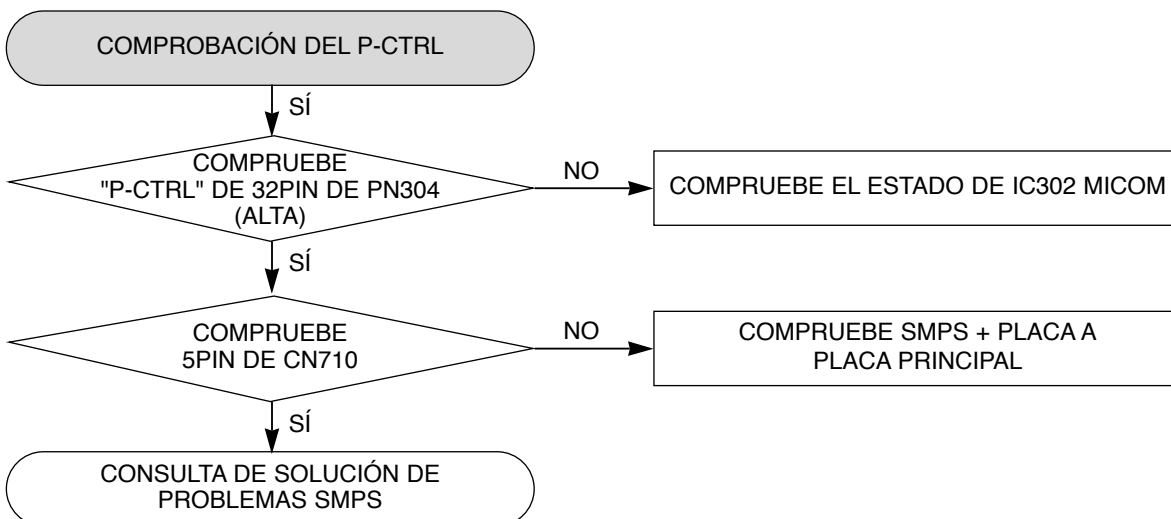 COMPROBACIÓN DEL P-CTRL
SÍ
COMPRUEBE
"P-CTRL" DE 32PIN DE PN304
(ALTA)
NO
COMPRUEBE EL ESTADO DE IC302 MICOM
SÍ
COMPRUEBE
5PIN DE CN710
NO
COMPRUEBE SMPS + PLACA A
PLACA PRINCIPAL
SÍ
CONSULTA DE SOLUCIÓN DE
PROBLEMAS SMPS